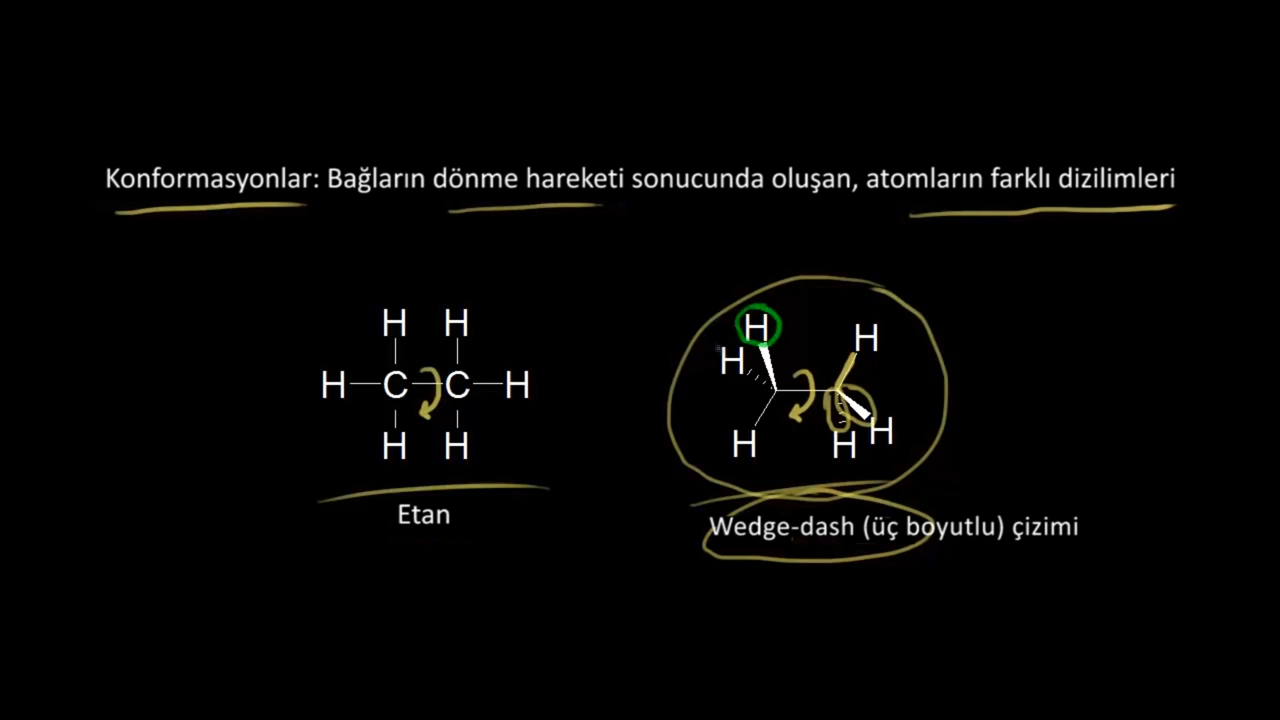 Konformasyonlar: Bağların dönme hareketi sonucunda oluşan, atomların farklı dizilimleri
H H
H C C H
H H
Etan
H H
H
H H H
Wedge-dash (üç boyutlu) çizimi